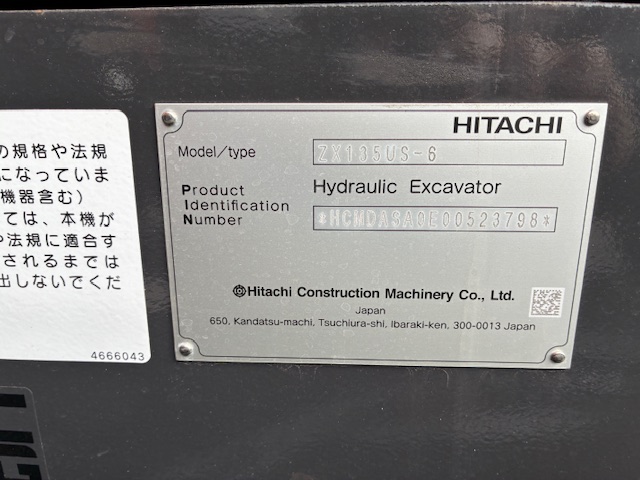 の規格や法規
になっていま
機器含む)
ては、本機が
や法規に適合す
されるまでは
出しないでくだ
4666043
HITACHI
Model/type ZX135US-6
Product Identification Number
Hydraulic Excavator
*HCMDASA0E00523798*
Hitachi Construction Machinery Co., Ltd.
Japan
650, Kandatsu-machi, Tsuchiura-shi, Ibaraki-ken, 300-0013 Japan